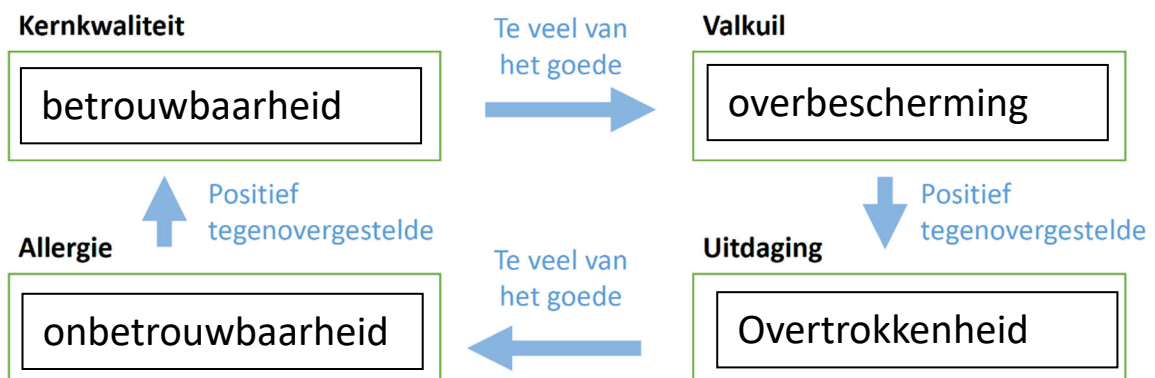 Kernkwaliteit
Te veel van
het goede
Valkuil
betrouwbaarheid
overbescherming
Positief
tegenovergestelde
Positief
tegenovergestelde
Allergie
Te veel van
het goede
Uitdaging
onbetrouwbaarheid
Overtrokkenheid